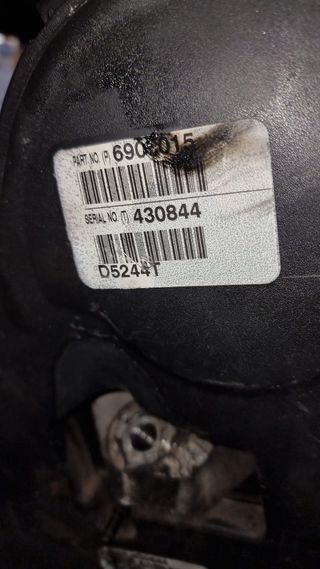 PART NO. (P)
SERIAL NO. (T) 430844
D5244T